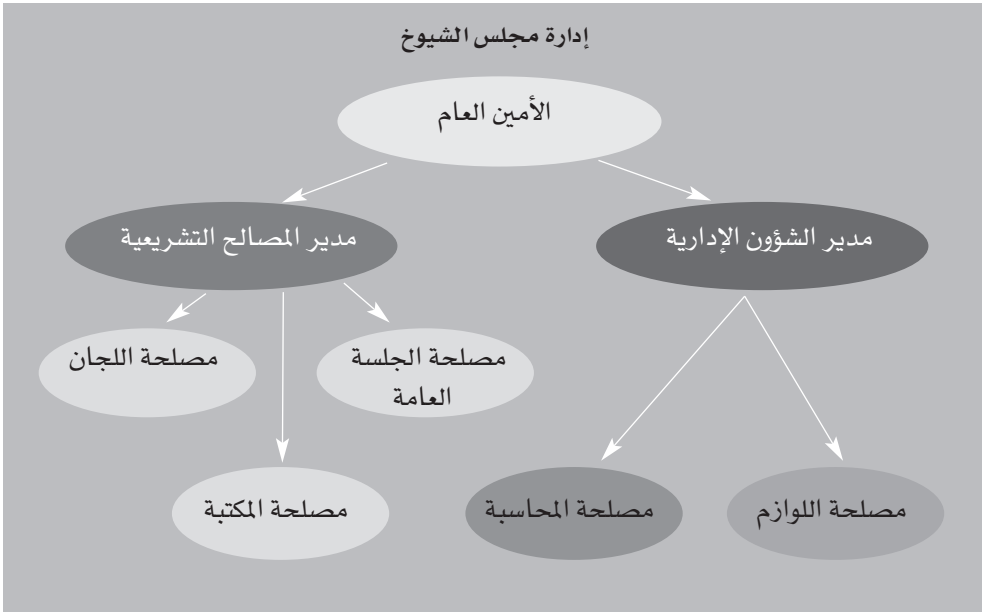 إدارة مجلس الشيوخ
الأمين العام
مدير الشؤون الإدارية
مدير المصالح التشريعية
مصلحة الجلسة
العامة
مصلحة اللجان
مصلحة اللوازم
مصلحة المحاسبة
مصلحة المكتبة